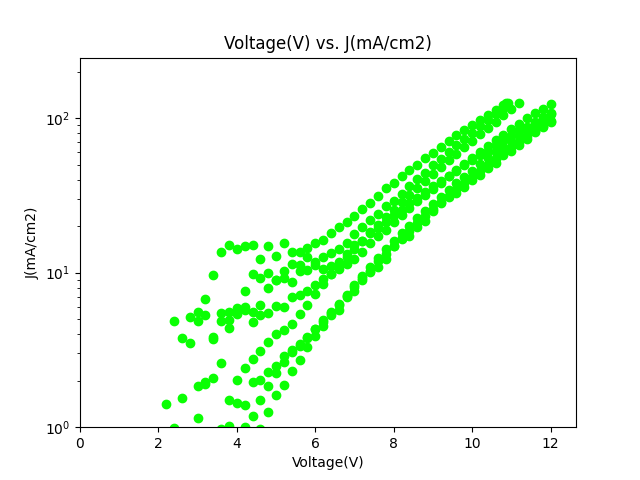 Voltage(V) vs. J(mA/cm2)
10²
J(mA/cm2)
10¹
10⁰
0 2 4 6 8 10 12
Voltage(V)